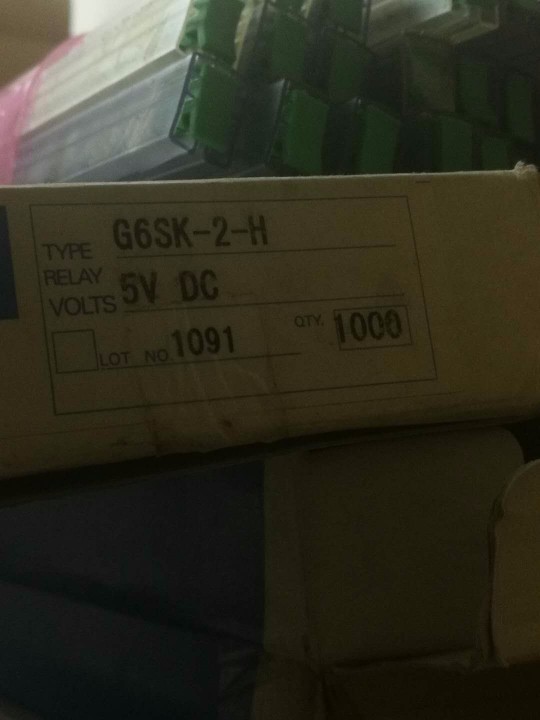 TYPE G6SK-2-H
RELAY
VOLTS 5V DC
LOT NO. 1091 QTY. 1000